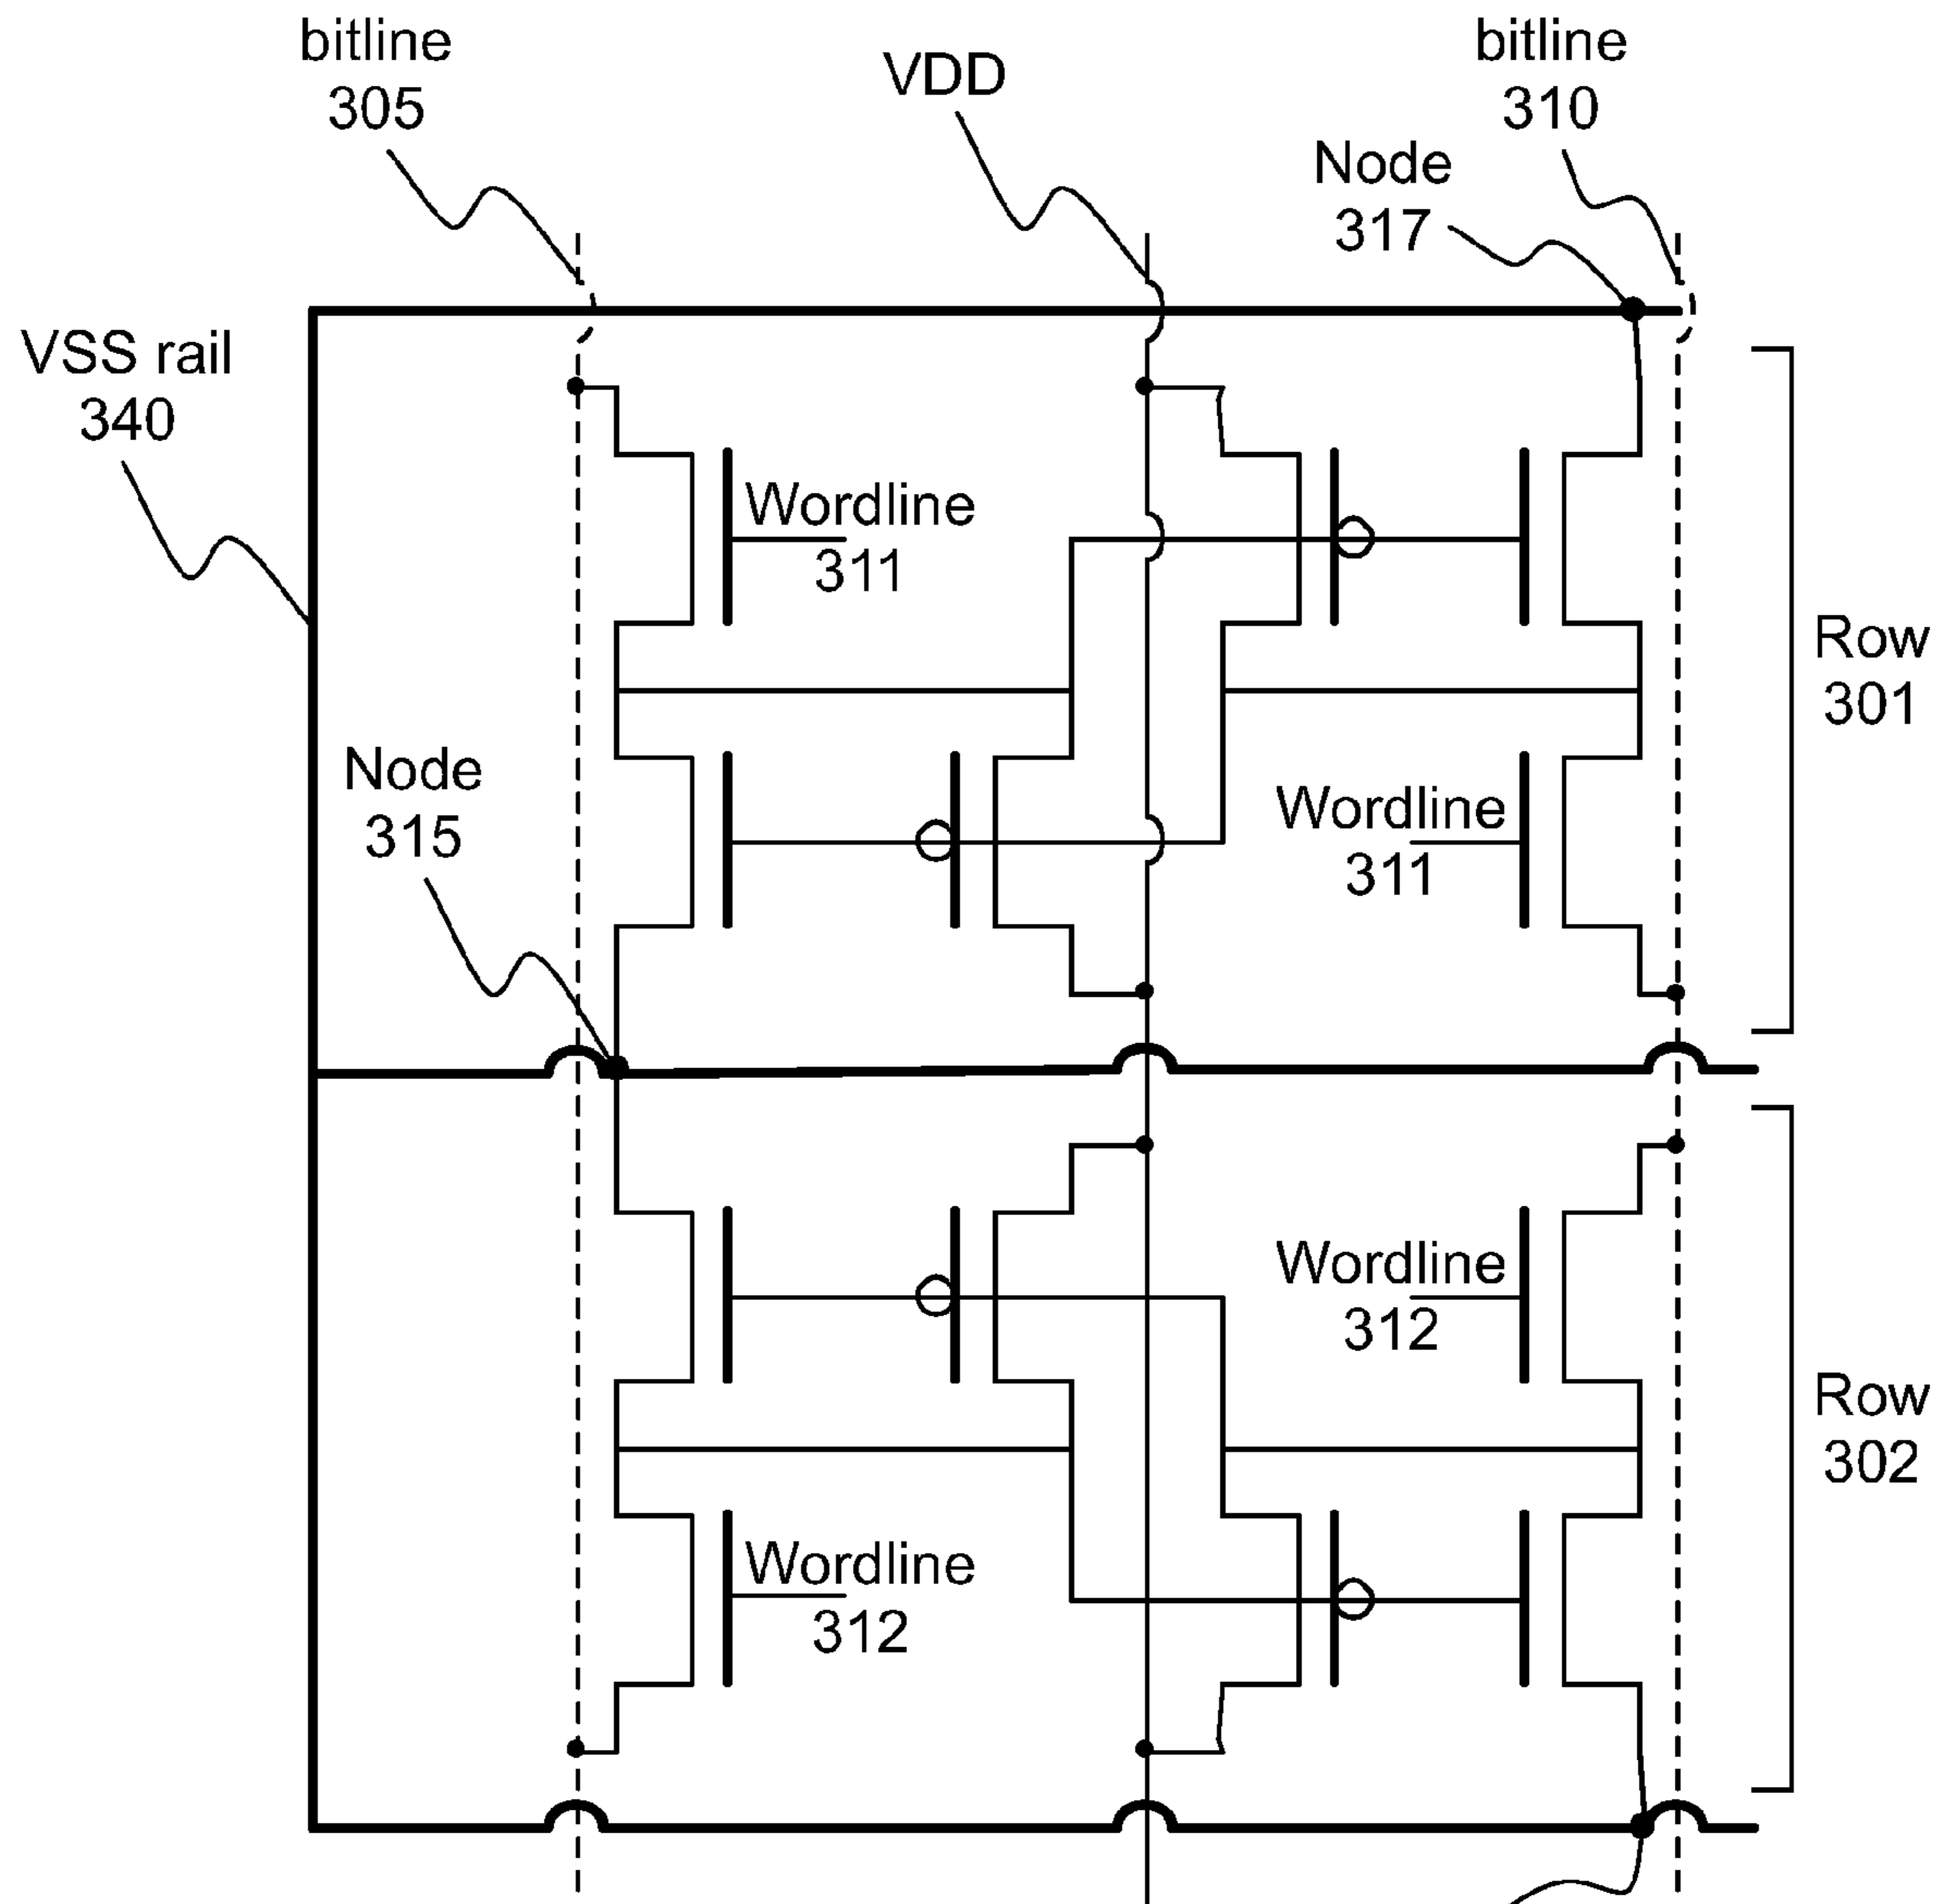 bitline
305
VDD
bitline
310
Node
317
VSS rail
340
Wordline
311
Row
301
Node
315
Wordline
311
Wordline
312
Row
302
Wordline
312